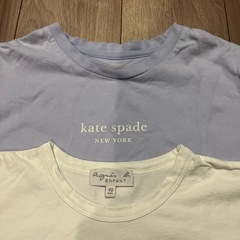 kate spade
NEW YORK
agnès b.
ENFANT